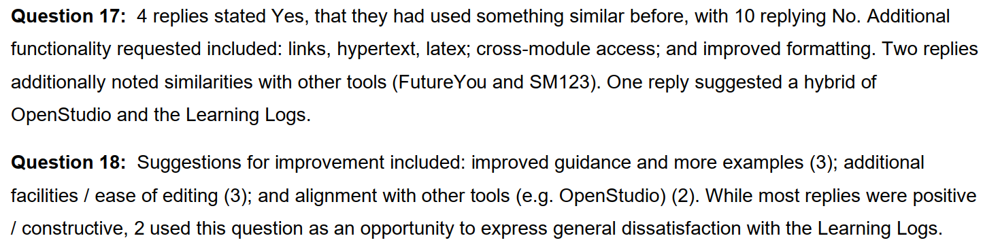 Question 17:  4 replies stated Yes, that they had used something similar before, with 10 replying No. Additional
functionality requested included: links, hypertext, latex; cross-module access; and improved formatting. Two replies
additionally noted similarities with other tools (FutureYou and SM123). One reply suggested a hybrid of
OpenStudio and the Learning Logs.
Question 18:  Suggestions for improvement included: improved guidance and more examples (3); additional
facilities / ease of editing (3); and alignment with other tools (e.g. OpenStudio) (2). While most replies were positive
/ constructive, 2 used this question as an opportunity to express general dissatisfaction with the Learning Logs.